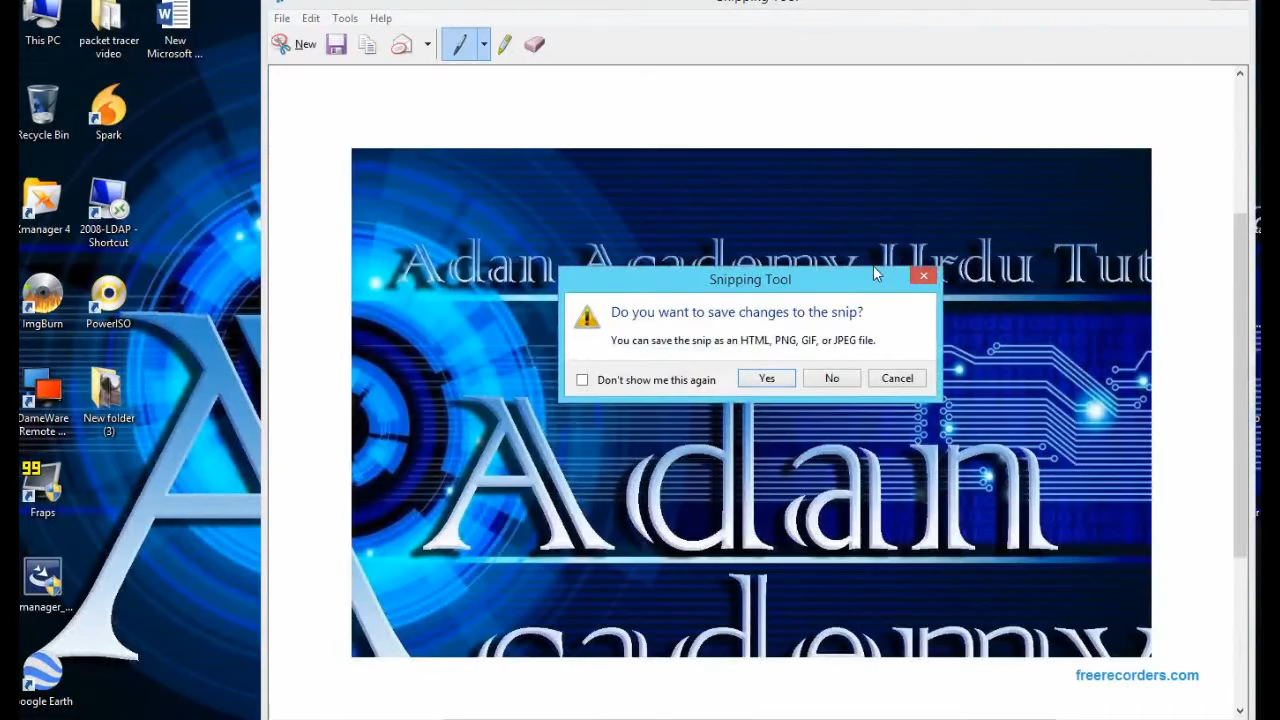 Snipping Tool
File Edit Tools Help
New
This PC
packet tracer
video
New
Microsoft ...
Recycle Bin
Spark
Xmanager 4
2008-LDAP -
Shortcut
ImgBurn
PowerISO
DameWare
Remote ...
New folder
(3)
99
Fraps
manager_...
oogle Earth
Adan Academy Urdu Tut
Snipping Tool
Do you want to save changes to the snip?
You can save the snip as an HTML, PNG, GIF, or JPEG file.
Don't show me this again
Yes
No
Cancel
Adan
Academy
freerecorders.com
A